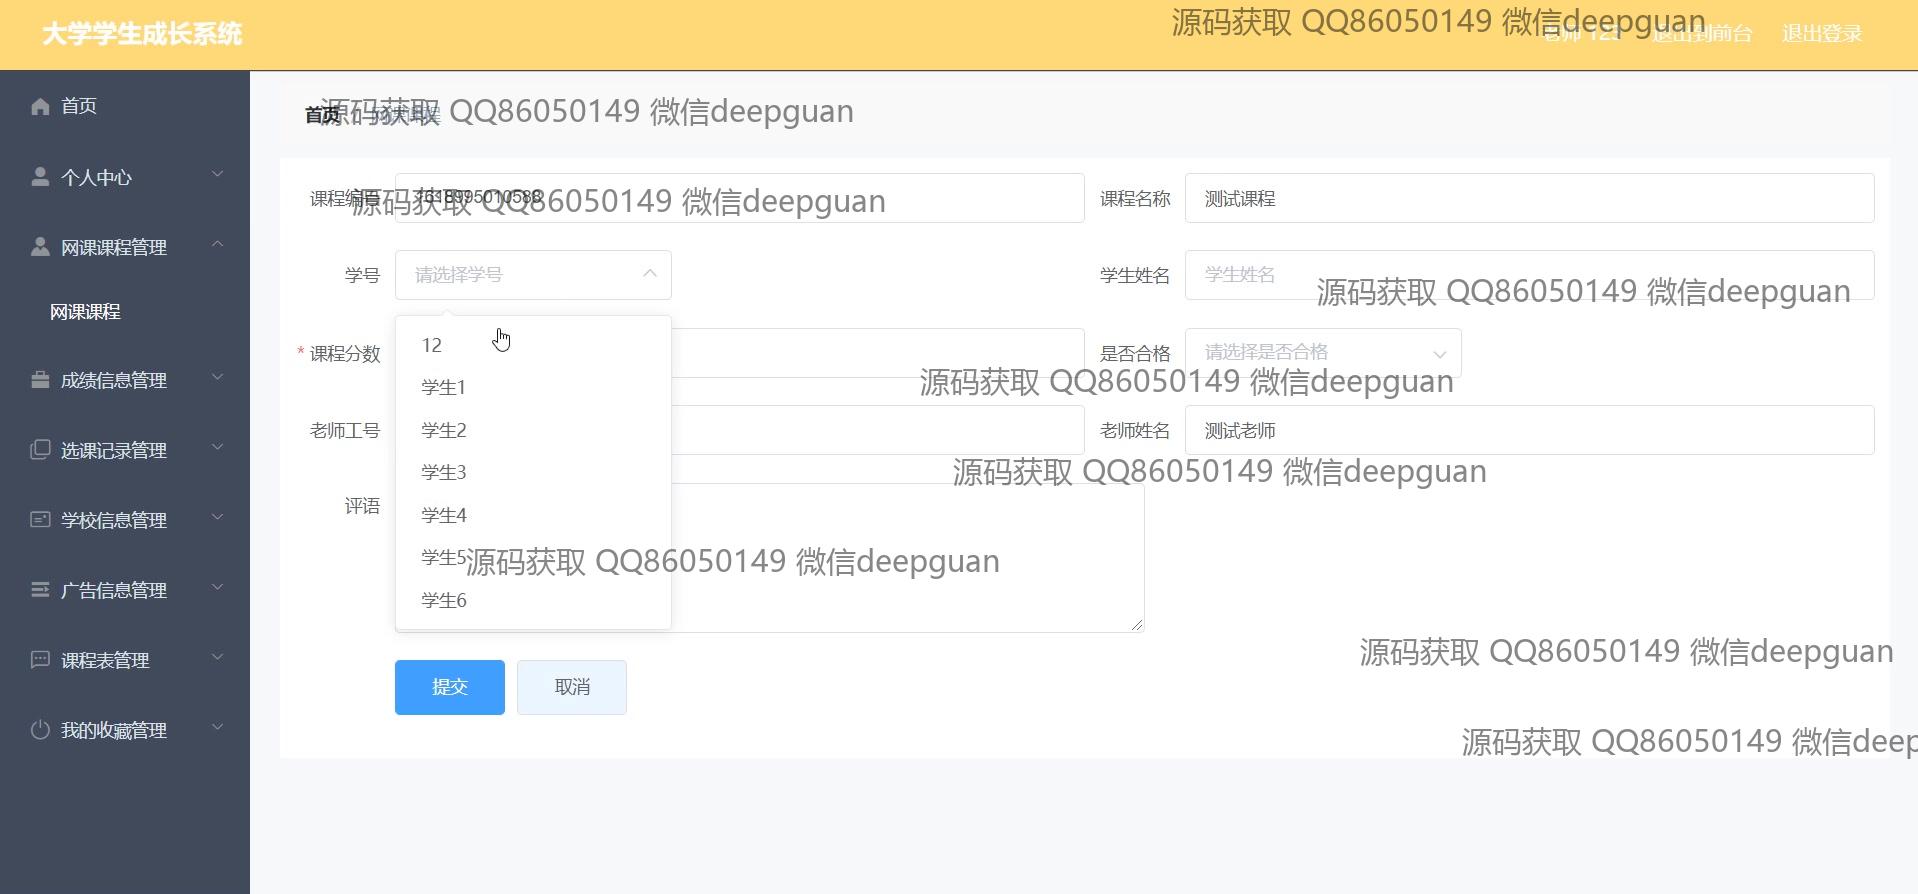 大学学生成长系统
源码获取 QQ86050149 微信deepguan
老师 123 退出到前台 退出登录
首页
个人中心
网课课程管理
网课课程
成绩信息管理
选课记录管理
学校信息管理
广告信息管理
课程表管理
我的收藏管理
首页 网课课程
源码获取 QQ86050149 微信deepguan
课程编号 1618995010588 课程名称 测试课程
源码获取 QQ86050149 微信deepguan
学号 请选择学号 学生姓名 学生姓名
源码获取 QQ86050149 微信deepguan
12
学生1
学生2
学生3
学生4
学生5
学生6
* 课程分数 是否合格 请选择是否合格
源码获取 QQ86050149 微信deepguan
老师工号 老师姓名 测试老师
源码获取 QQ86050149 微信deepguan
评语
源码获取 QQ86050149 微信deepguan
提交 取消
源码获取 QQ86050149 微信deepguan
源码获取 QQ86050149 微信deep